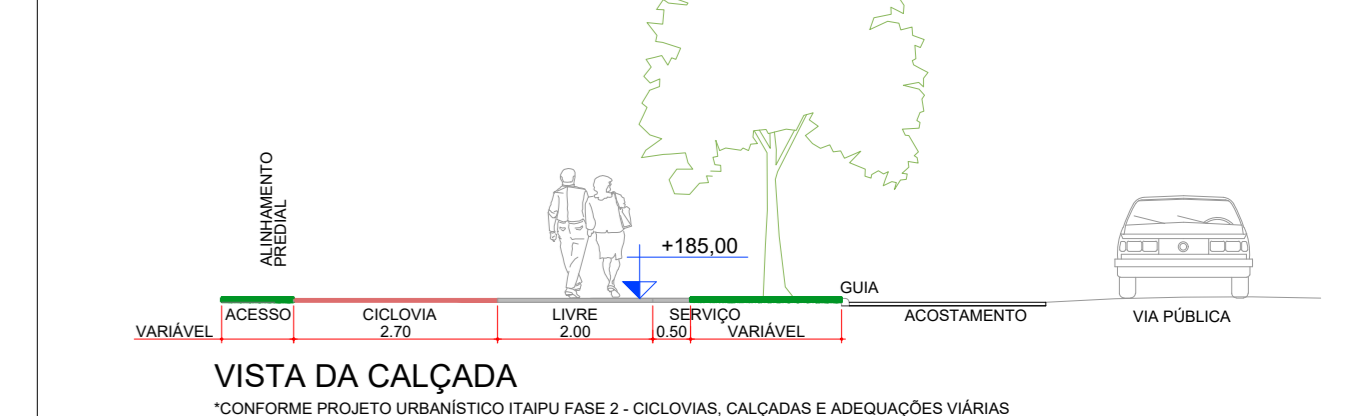 ALINHAMENTO
PREDIAL
+185,00
GUIA
ACESSO
CICLOVIA
LIVRE
SERVIÇO
ACOSTAMENTO
VIA PÚBLICA
VARIÁVEL
2.70
2.00
0.50
VARIÁVEL
VISTA DA CALÇADA
*CONFORME PROJETO URBANÍSTICO ITAIPU FASE 2 - CICLOVIAS, CALÇADAS E ADEQUAÇÕES VIÁRIAS